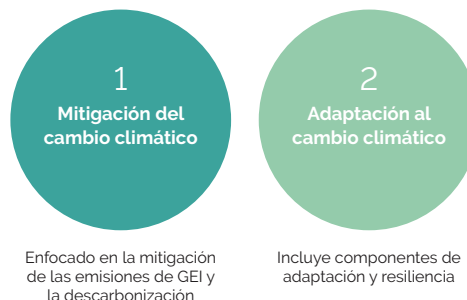 1
Mitigación del
cambio climático
2
Adaptación al
cambio climático
Enfocado en la mitigación
de las emisiones de GEI y
la descarbonización
Incluye componentes de
adaptación y resiliencia